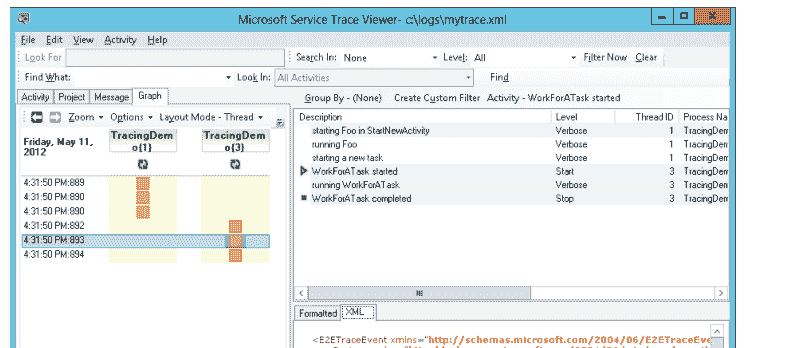 Microsoft Service Trace Viewer- c:\logs\mytrace.xml
File Edit View Activity Help
Look For
Search In: None
Level: All
Filter Now Clear
Find What:
Look In: All Activities
Find
Activity Project Message Graph
Group By - (None) Create Custom Filter Activity - WorkForATask started
Zoom - Options - Layout Mode - Thread -
Friday, May 11, 2012
TracingDemo{1}
TracingDemo{3}
4:31:50 PM:889
4:31:50 PM:890
4:31:50 PM:890
4:31:50 PM:892
4:31:50 PM:893
4:31:50 PM:894
Description Level Thread ID Process Na
starting Foo in StartNewActivity Verbose 1 TracingDem
running Foo Verbose 1 TracingDem
starting a new task Verbose 1 TracingDem
WorkForATask started Start 3 TracingDem
running WorkForATask Verbose 3 TracingDem
WorkForATask completed Stop 3 TracingDem
Formatted XML
<E2ETraceEvent xmlns="http://schemas.microsoft.com/2004/06/E2ETraceEve